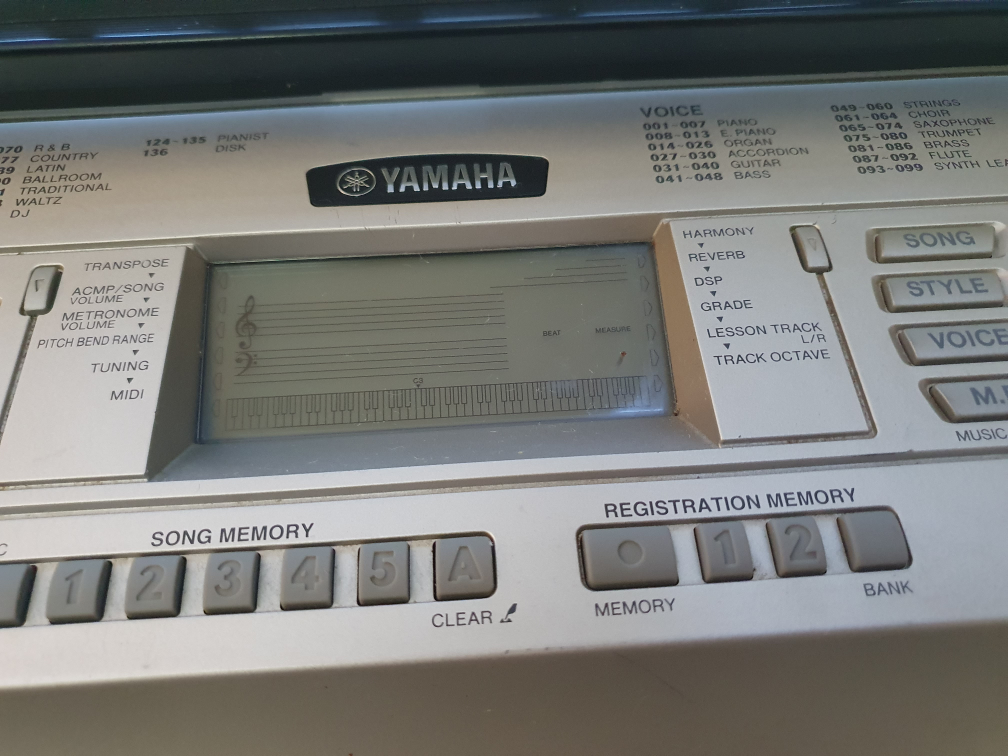 070 R & B
77 COUNTRY
89 LATIN
BALLROOM
TRADITIONAL
WALTZ
DJ
124~135 PIANIST
136 DISK
YAMAHA
VOICE
001~007 PIANO
008~013 E.PIANO
014~026 ORGAN
027~030 ACCORDION
031~040 GUITAR
041~048 BASS
049~060 STRINGS
061~064 CHOIR
065~074 SAXOPHONE
075~080 TRUMPET
081~086 BRASS
087~092 FLUTE
093~099 SYNTH LEA
TRANSPOSE
ACMP/SONG
VOLUME
METRONOME
VOLUME
PITCH BEND RANGE
TUNING
MIDI
C3
BEAT
MEASURE
HARMONY
REVERB
DSP
GRADE
LESSON TRACK
L/R
TRACK OCTAVE
SONG
STYLE
VOICE
M.
MUSIC
SONG MEMORY
C
1 2 3 4 5 A
CLEAR
REGISTRATION MEMORY
1 2
MEMORY
BANK